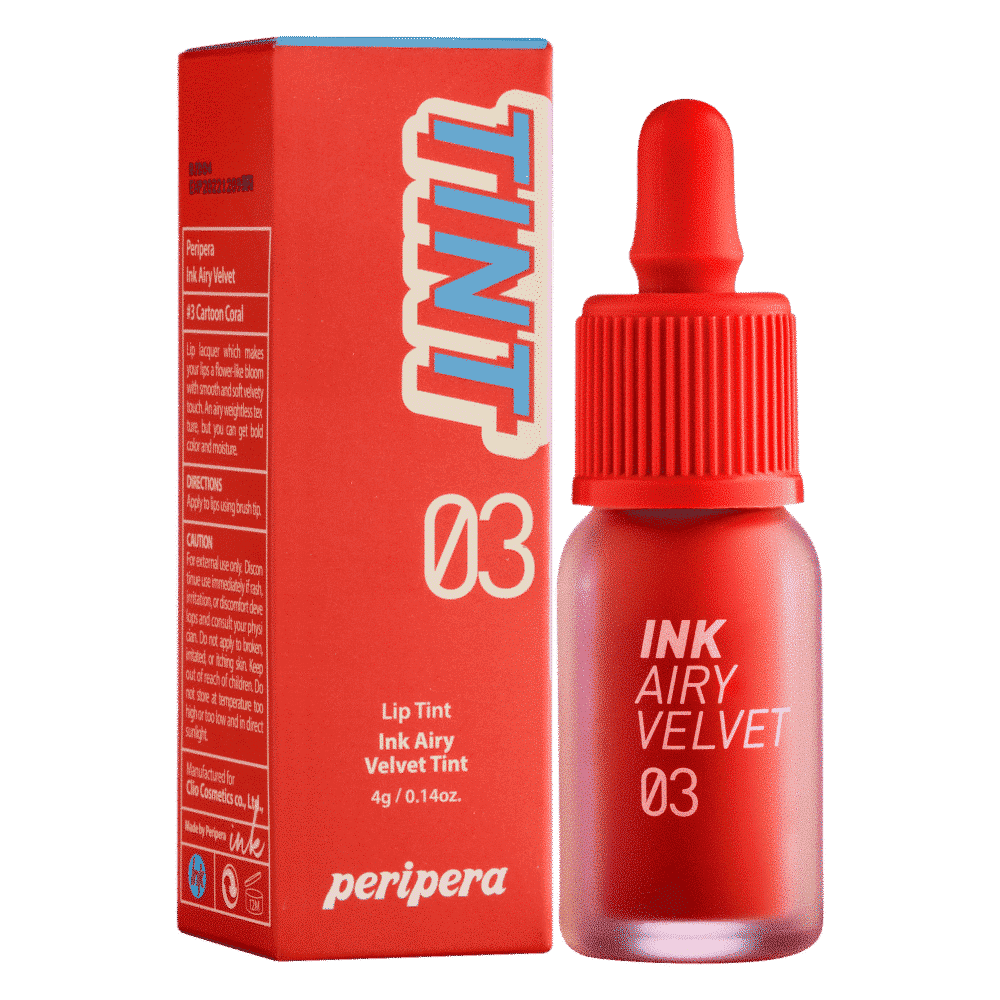 Peripera
Ink Airy Velvet
#3 Cartoon Coral
Lip lacquer which makes
your lips a flower-like bloom
with smooth and soft velvety
touch. An airy weightless tex
ture, but you can get bold
color and moisture.
DIRECTIONS
Apply to lips using brush tip.
CAUTION
For external use only. Discon
tinue use immediately if rash,
irritation, or discomfort deve
lops and consult your physi
cian. Do not apply to broken,
irritated, or itching skin. Keep
out of reach of children. Do
not store at temperature too
high or too low and in direct
sunlight.
Manufactured for
Clio Cosmetics co., Ltd.,
Made by Peripera
ink
12M
TINT
03
Lip Tint
Ink Airy
Velvet Tint
4g / 0.14oz.
peripera
INK
AIRY
VELVET
03